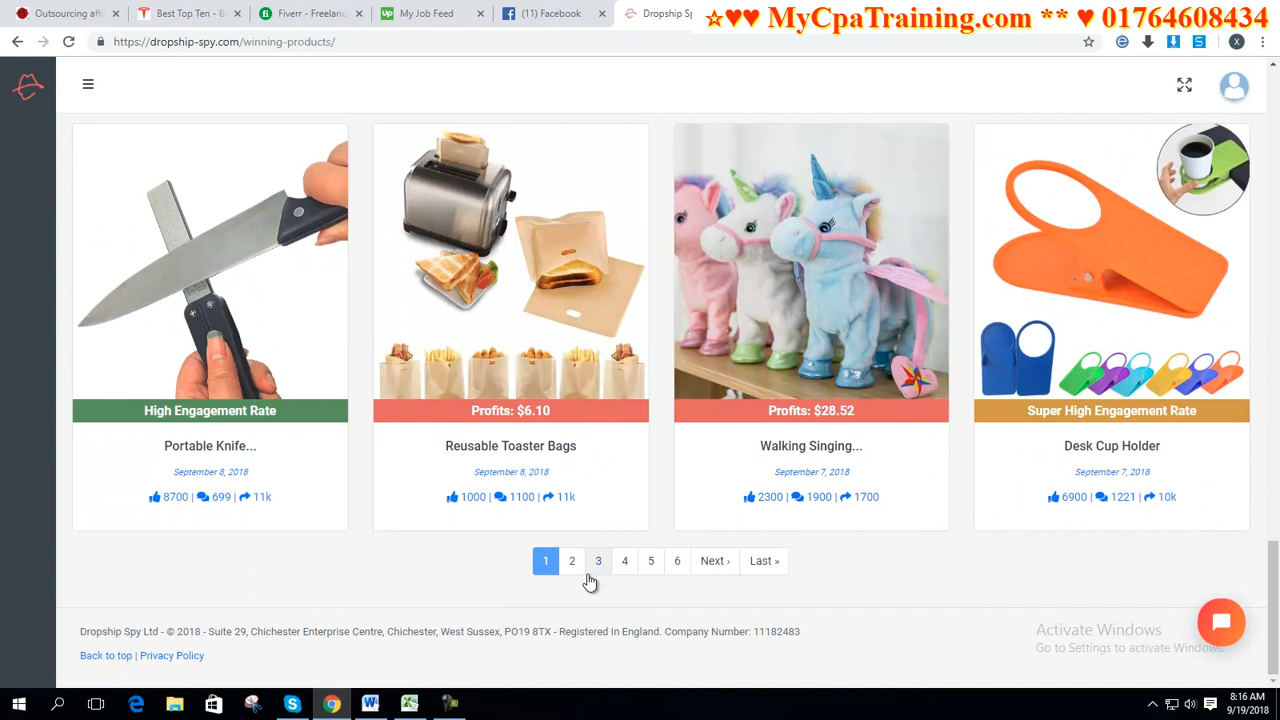 Outsourcing aff
Best Top Ten - B
Fiverr - Freelanc
My Job Fee
(11) Facebook
Dropship Sp
☆♥♥ MyCpaTraining.com ** ♥ 01764608434
https://dropship-spy.com/winning-products/
X
High Engagement Rate
Profits: $6.10
Profits: $28.52
Super High Engagement Rate
Portable Knife...
Reusable Toaster Bags
Walking Singing...
Desk Cup Holder
September 8, 2018
September 8, 2018
September 7, 2018
September 7, 2018
8700 | 699 | 11k
1000 | 1100 | 11k
2300 | 1900 | 1700
6900 | 1221 | 10k
1 2 3 4 5 6 Next › Last »
Dropship Spy Ltd - © 2018 - Suite 29, Chichester Enterprise Centre, Chichester, West Sussex, PO19 8TX - Registered In England. Company Number: 11182483
Back to top | Privacy Policy
Activate Windows
Go to Settings to activate Windows.
8:16 AM
9/19/2018